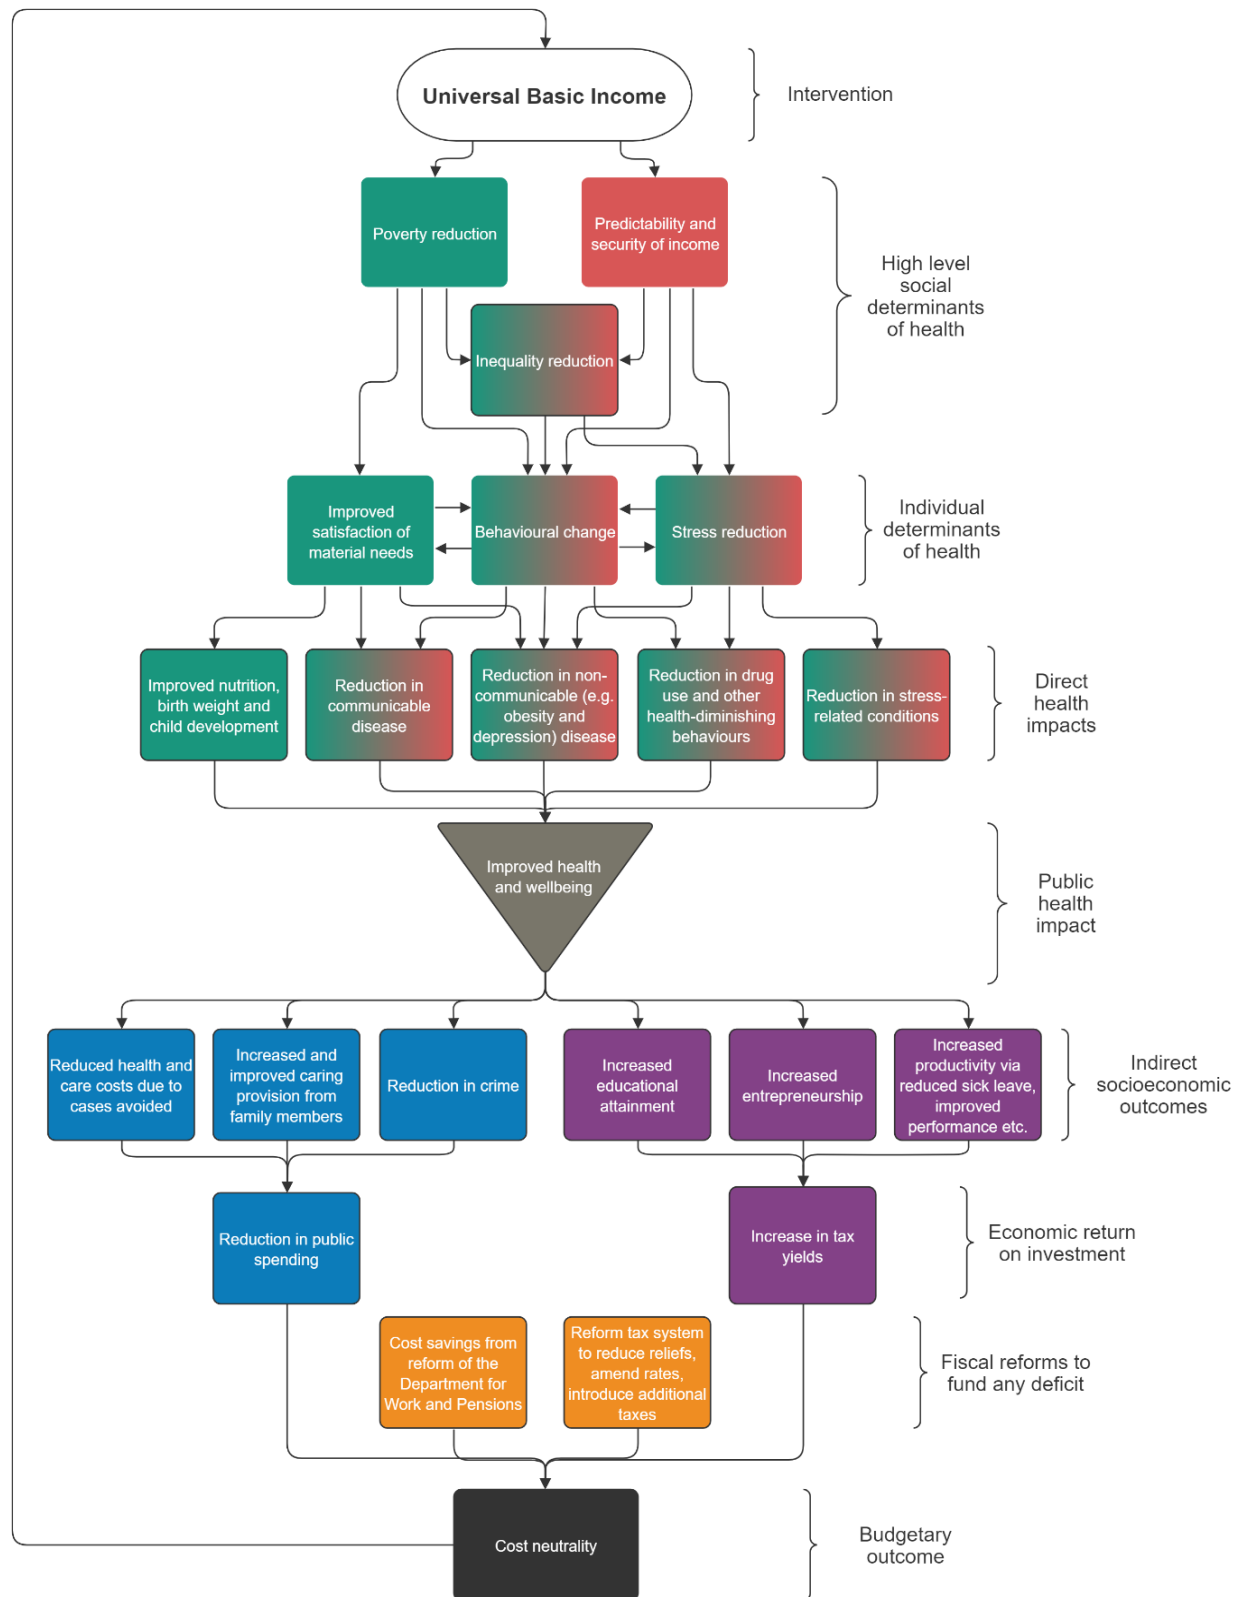 Universal Basic Income
Intervention
Poverty reduction
Predictability and
security of income
High level
social
determinants
of health
Inequality reduction
Improved
satisfaction of
material needs
Behavioural change
Stress reduction
Individual
determinants
of health
Improved nutrition,
birth weight and
child development
Reduction in
communicable
disease
Reduction in non-
communicable (e.g.
obesity and
depression) disease
Reduction in drug
use and other
health-diminishing
behaviours
Reduction in stress-
related conditions
Direct
health
impacts
Improved health
and wellbeing
Public
health
impact
Reduced health and
care costs due to
cases avoided
Increased and
improved caring
provision from
family members
Reduction in crime
Increased
educational
attainment
Increased
entrepreneurship
Increased
productivity via
reduced sick leave,
improved
performance etc.
Indirect
socioeconomic
outcomes
Reduction in public
spending
Increase in tax
yields
Economic return
on investment
Cost savings from
reform of the
Department for
Work and Pensions
Reform tax system
to reduce reliefs,
amend rates,
introduce additional
taxes
Fiscal reforms to
fund any deficit
Cost neutrality
Budgetary
outcome